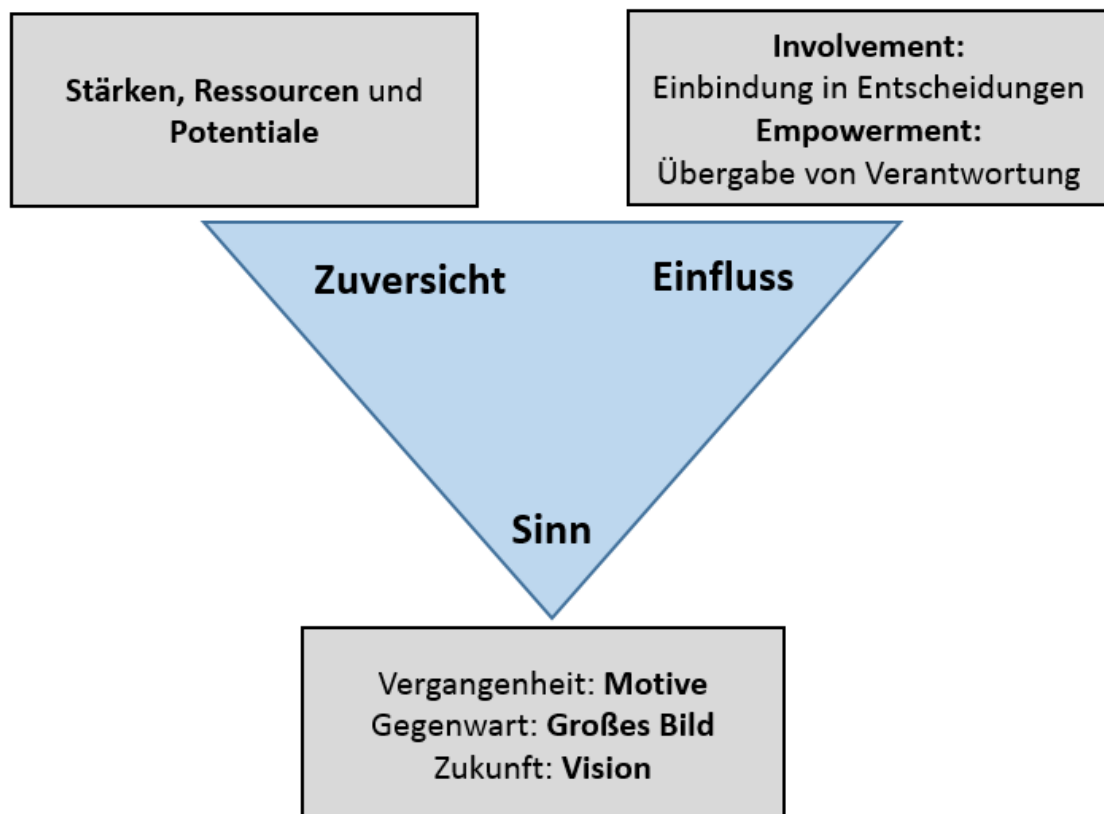 Stärken, Ressourcen und
Potentiale
Involvement:
Einbindung in Entscheidungen
Empowerment:
Übergabe von Verantwortung
Zuversicht
Einfluss
Sinn
Vergangenheit: Motive
Gegenwart: Großes Bild
Zukunft: Vision